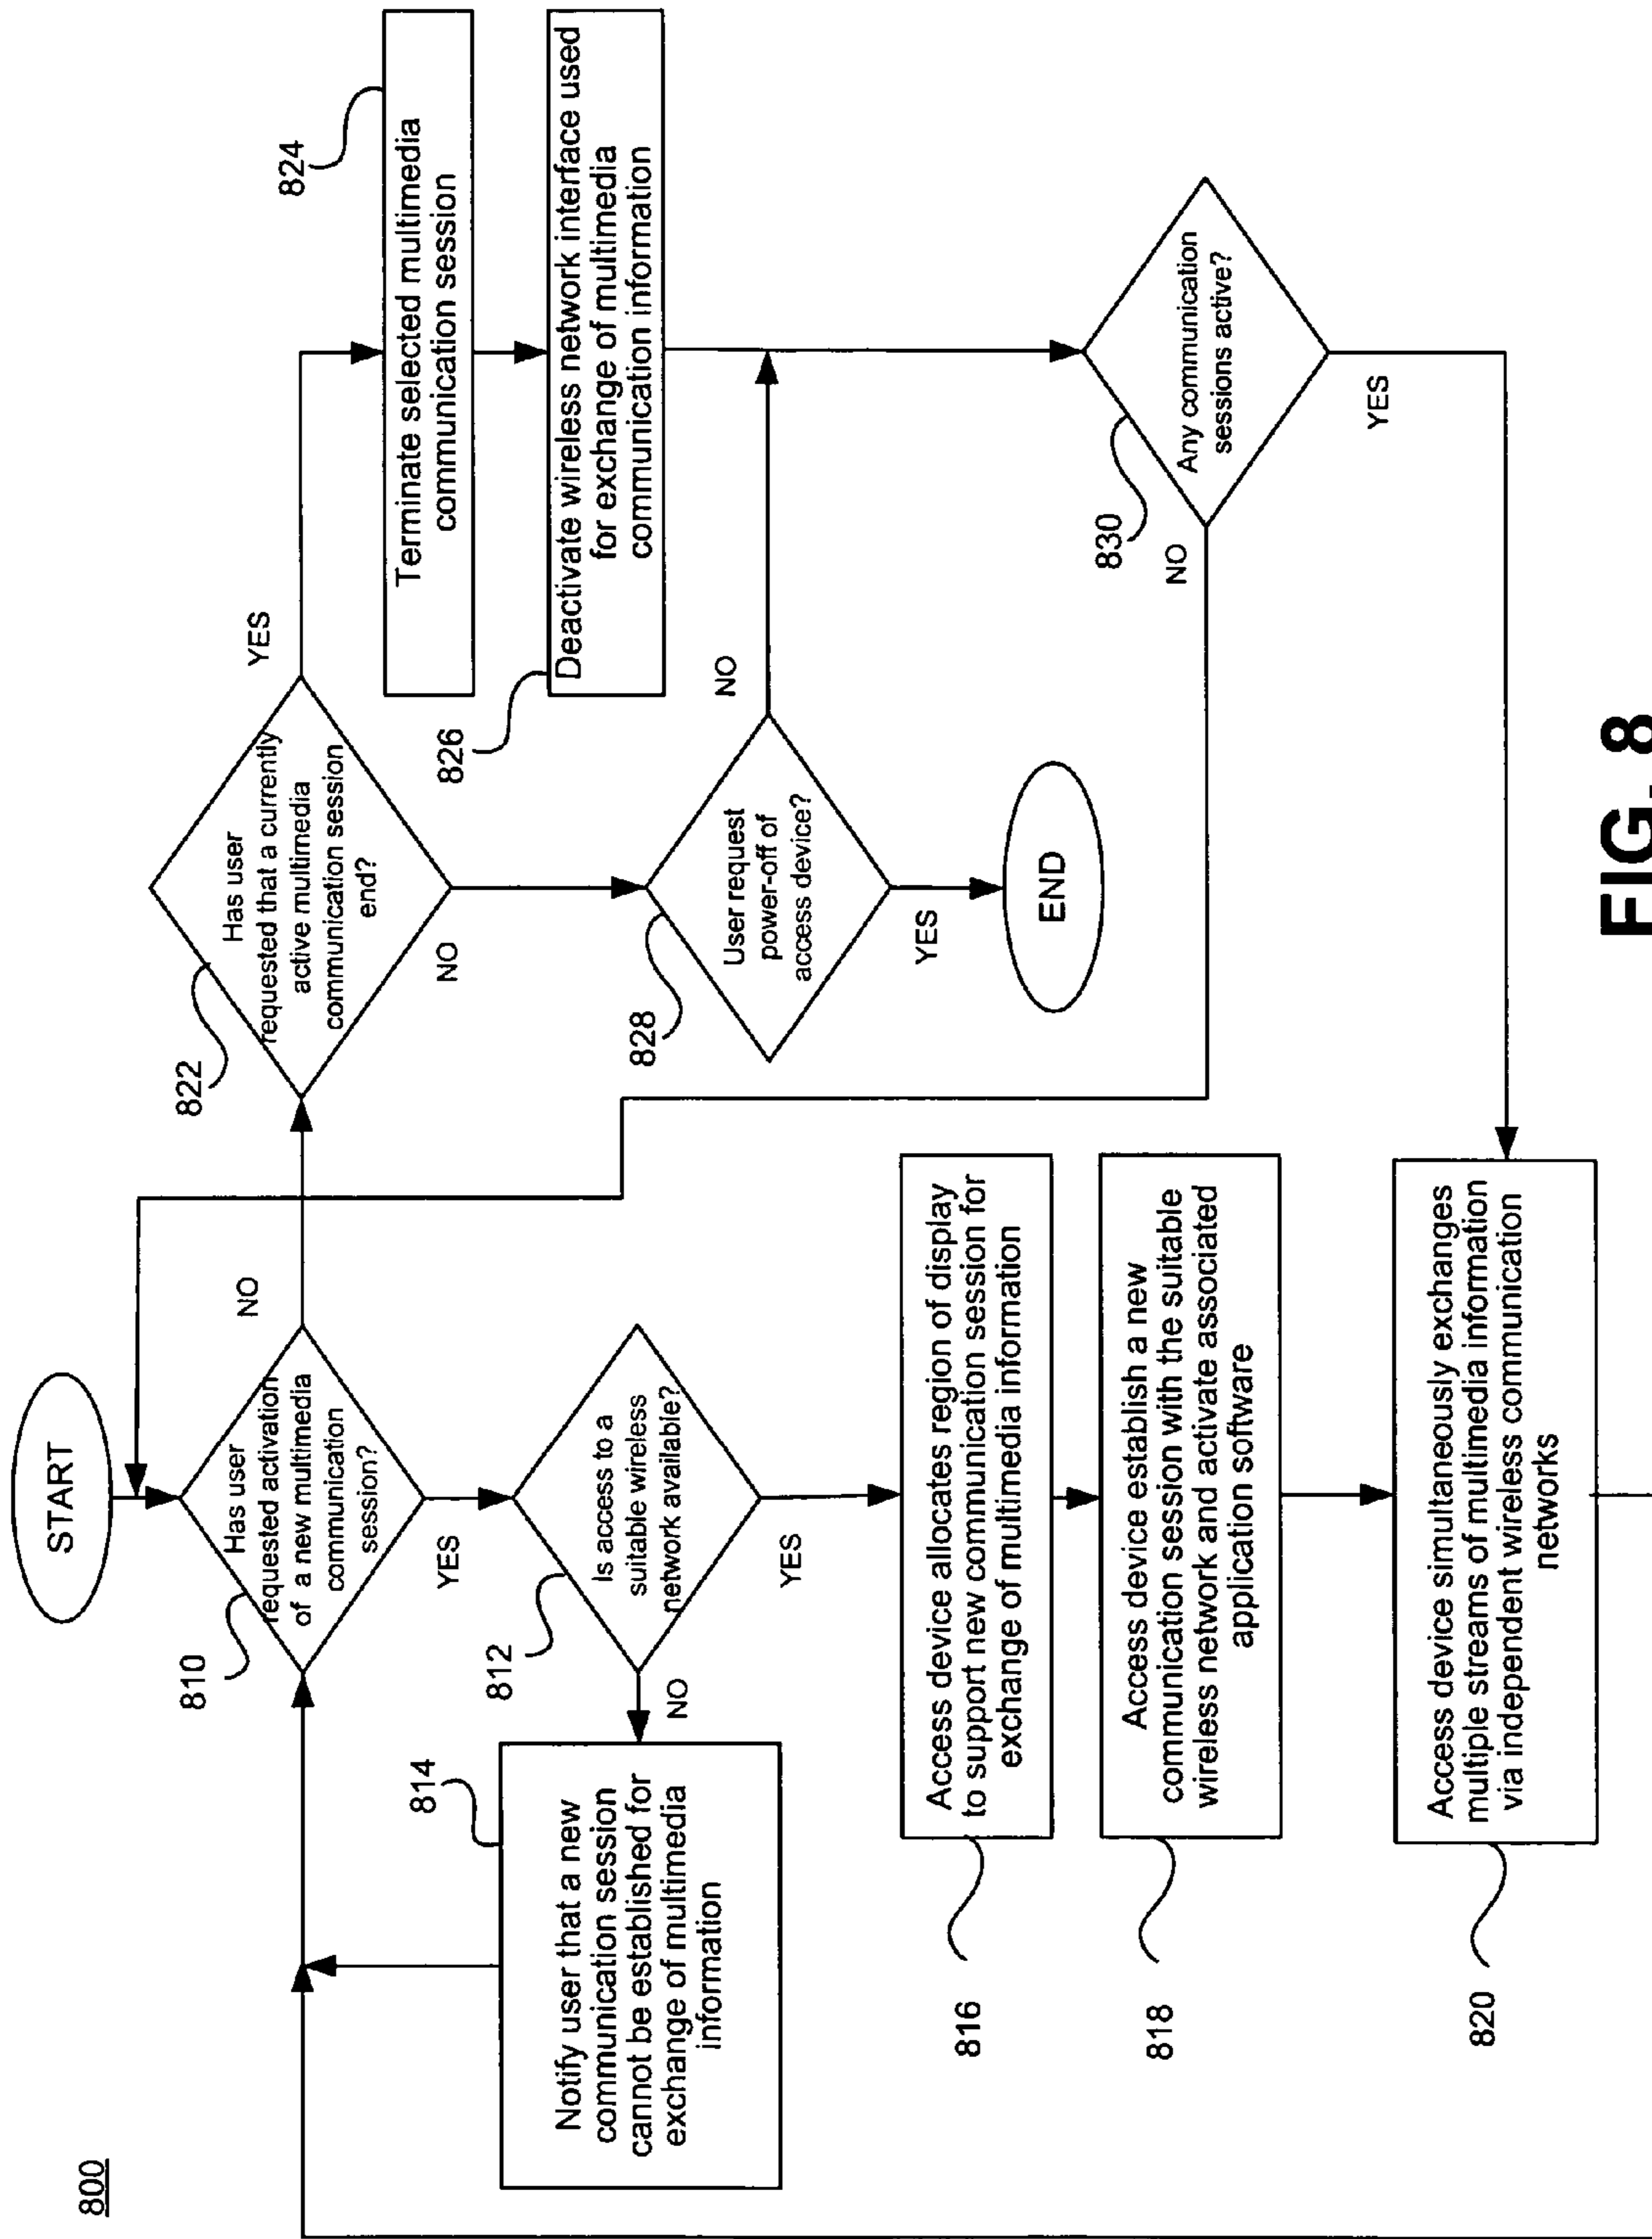 800
START
810
Has user
requested activation
of a new multimedia
communication
session?
NO
YES
812
Is access to a
suitable wireless
network available?
NO
YES
814
Notify user that a new
communication session
cannot be established for
exchange of multimedia
information
816
Access device allocates region of display
to support new communication session for
exchange of multimedia information
818
Access device establish a new
communication session with the suitable
wireless network and activate associated
application software
820
Access device simultaneously exchanges
multiple streams of multimedia information
via independent wireless communication
networks
822
Has user
requested that a currently
active multimedia
communication session
end?
YES
NO
824
Terminate selected multimedia
communication session
826
Deactivate wireless network interface used
for exchange of multimedia
communication information
828
User request
power-off of
access device?
NO
YES
END
830
Any communication
sessions active?
NO
YES
FIG. 8